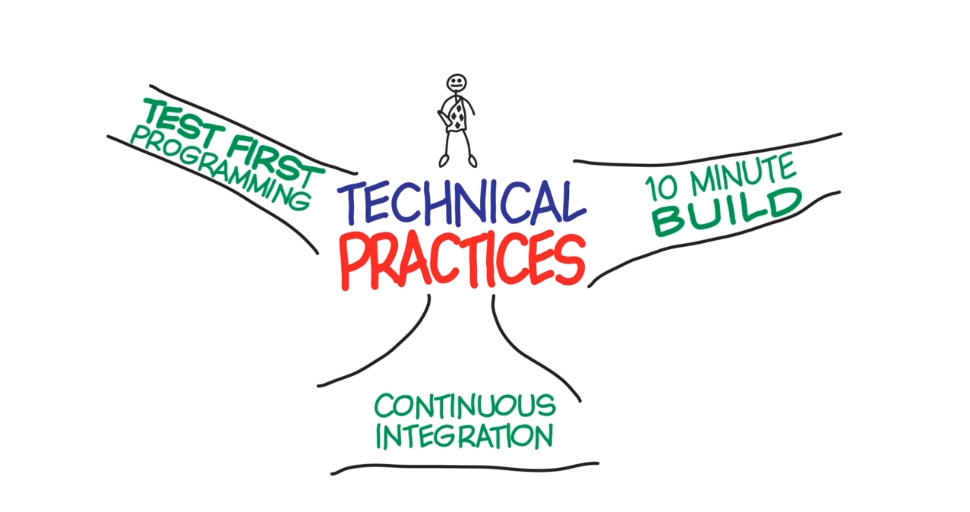 TEST FIRST
PROGRAMMING
TECHNICAL
PRACTICES
10 MINUTE
BUILD
CONTINUOUS
INTEGRATION